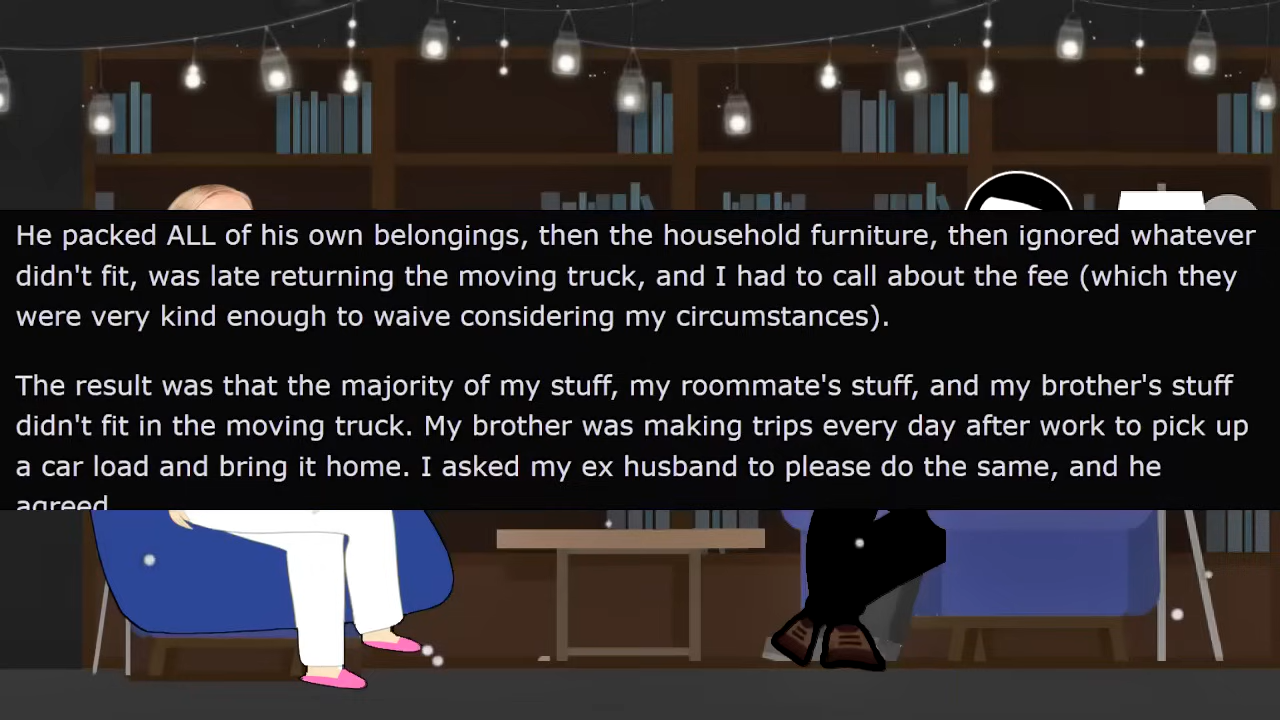 He packed ALL of his own belongings, then the household furniture, then ignored whatever
didn't fit, was late returning the moving truck, and I had to call about the fee (which they
were very kind enough to waive considering my circumstances).
The result was that the majority of my stuff, my roommate's stuff, and my brother's stuff
didn't fit in the moving truck. My brother was making trips every day after work to pick up
a car load and bring it home. I asked my ex husband to please do the same, and he
agreed